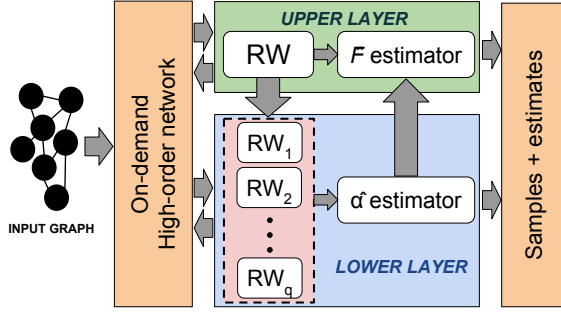 UPPER LAYER
RW
F̄ estimator
On-demand
High-order network
INPUT GRAPH
RW1
RW2
RWq
α̂ estimator
LOWER LAYER
Samples + estimates